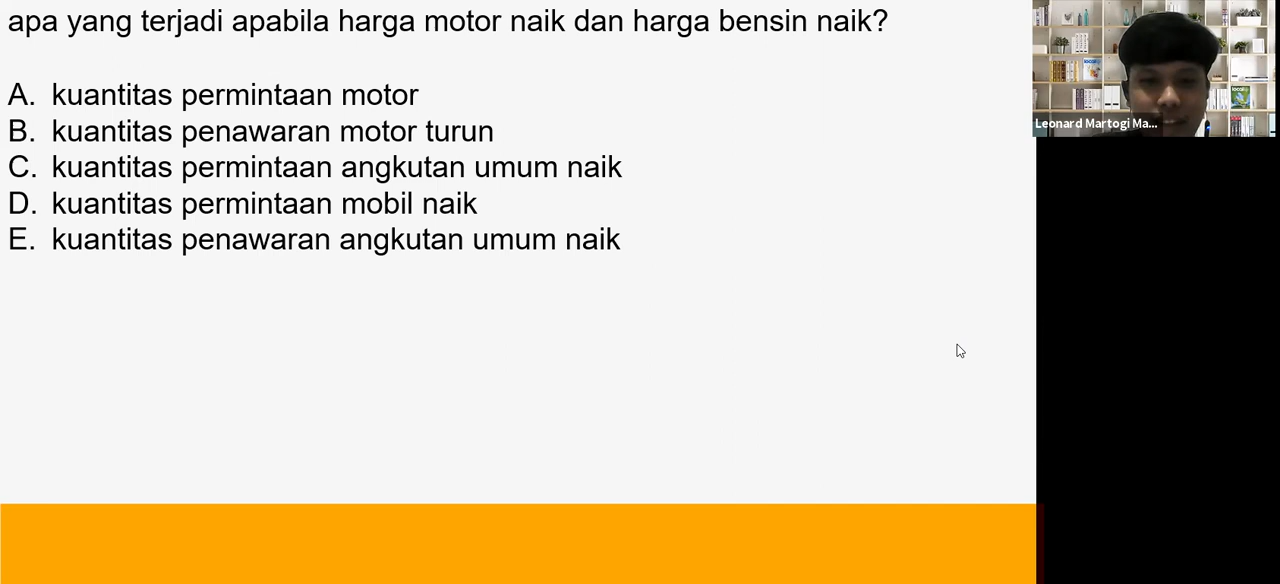 apa yang terjadi apabila harga motor naik dan harga bensin naik?
A. kuantitas permintaan motor
B. kuantitas penawaran motor turun
C. kuantitas permintaan angkutan umum naik
D. kuantitas permintaan mobil naik
E. kuantitas penawaran angkutan umum naik
Leonard Martogi Ma...